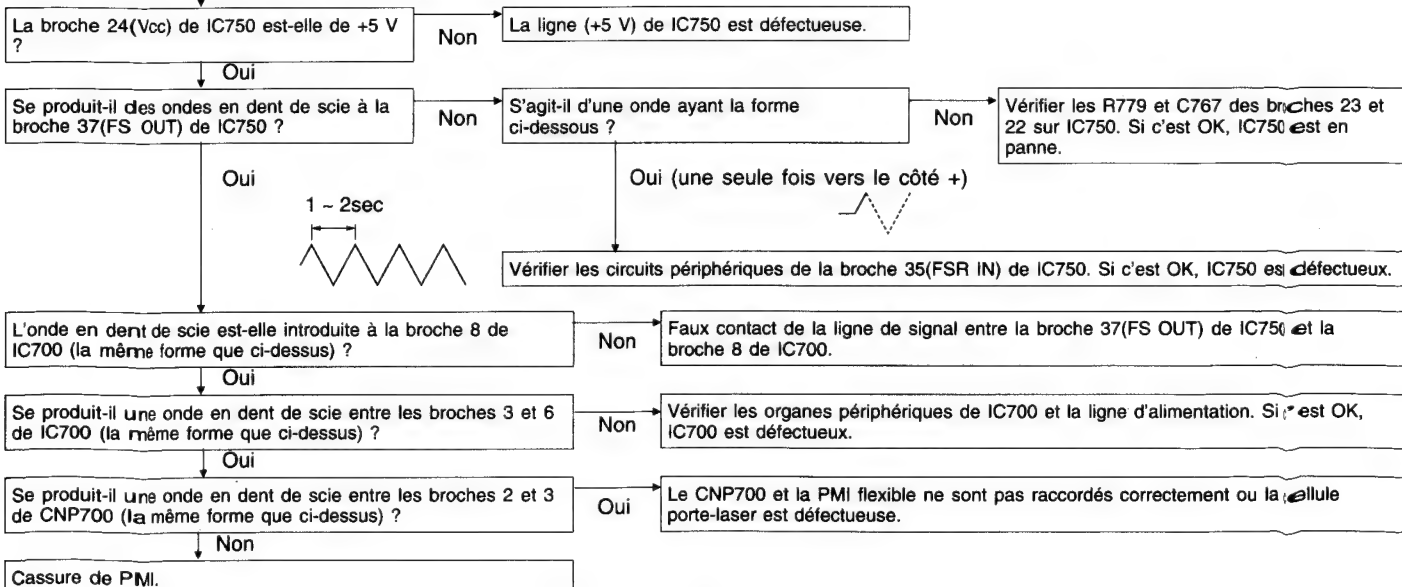 La broche 24(Vcc) de IC750 est-elle de +5 V
?
Non
La ligne (+5 V) de IC750 est défectueuse.
Oui
Se produit-il des ondes en dent de scie à la
broche 37(FS OUT) de IC750 ?
Non
S'agit-il d'une onde ayant la forme
ci-dessous ?
Non
Vérifier les R779 et C767 des broches 23 et
22 sur IC750. Si c'est OK, IC750 est en
panne.
Oui
1 ~ 2sec
Oui (une seule fois vers le côté +)
Vérifier les circuits périphériques de la broche 35(FSR IN) de IC750. Si c'est OK, IC750 est défectueux.
L'onde en dent de scie est-elle introduite à la broche 8 de
IC700 (la même forme que ci-dessus) ?
Non
Faux contact de la ligne de signal entre la broche 37(FS OUT) de IC750 et la
broche 8 de IC700.
Oui
Se produit-il une onde en dent de scie entre les broches 3 et 6
de IC700 (la même forme que ci-dessus) ?
Non
Vérifier les organes périphériques de IC700 et la ligne d'alimentation. Si c'est OK,
IC700 est défectueux.
Oui
Se produit-il une onde en dent de scie entre les broches 2 et 3
de CNP700 (la même forme que ci-dessus) ?
Oui
Le CNP700 et la PMI flexible ne sont pas raccordés correctement ou la cellule
porte-laser est défectueuse.
Non
Cassure de PMI.